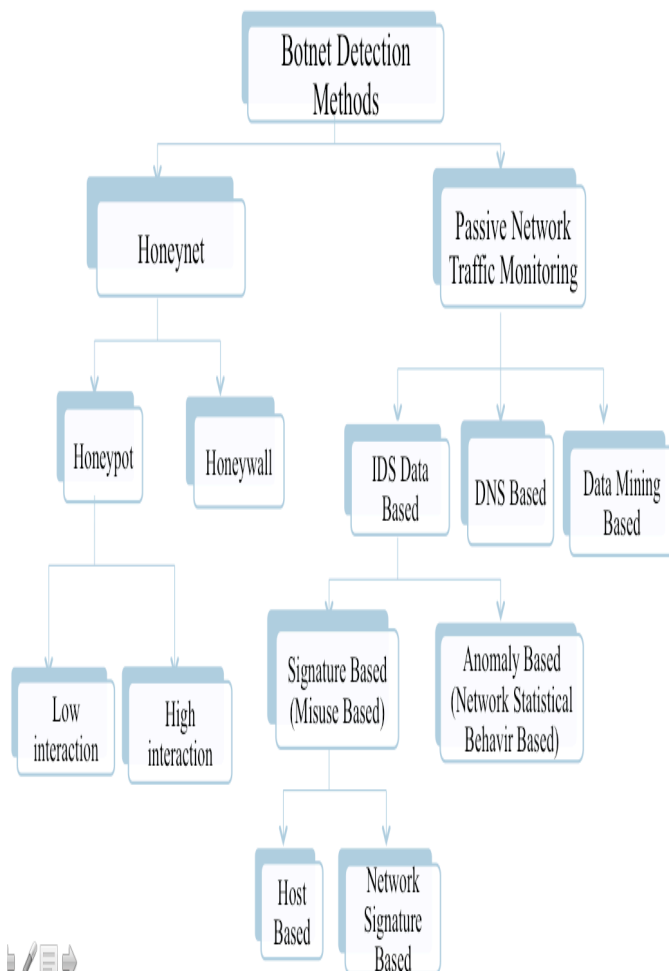 Botnet Detection
Methods
Honeynet
Passive Network
Traffic Monitoring
Honeypot
Honeywall
IDS Data
Based
DNS Based
Data Mining
Based
Low
interaction
High
interaction
Signature Based
(Misuse Based)
Anomaly Based
(Network Statistical
Behavir Based)
Host
Based
Network
Signature
Based